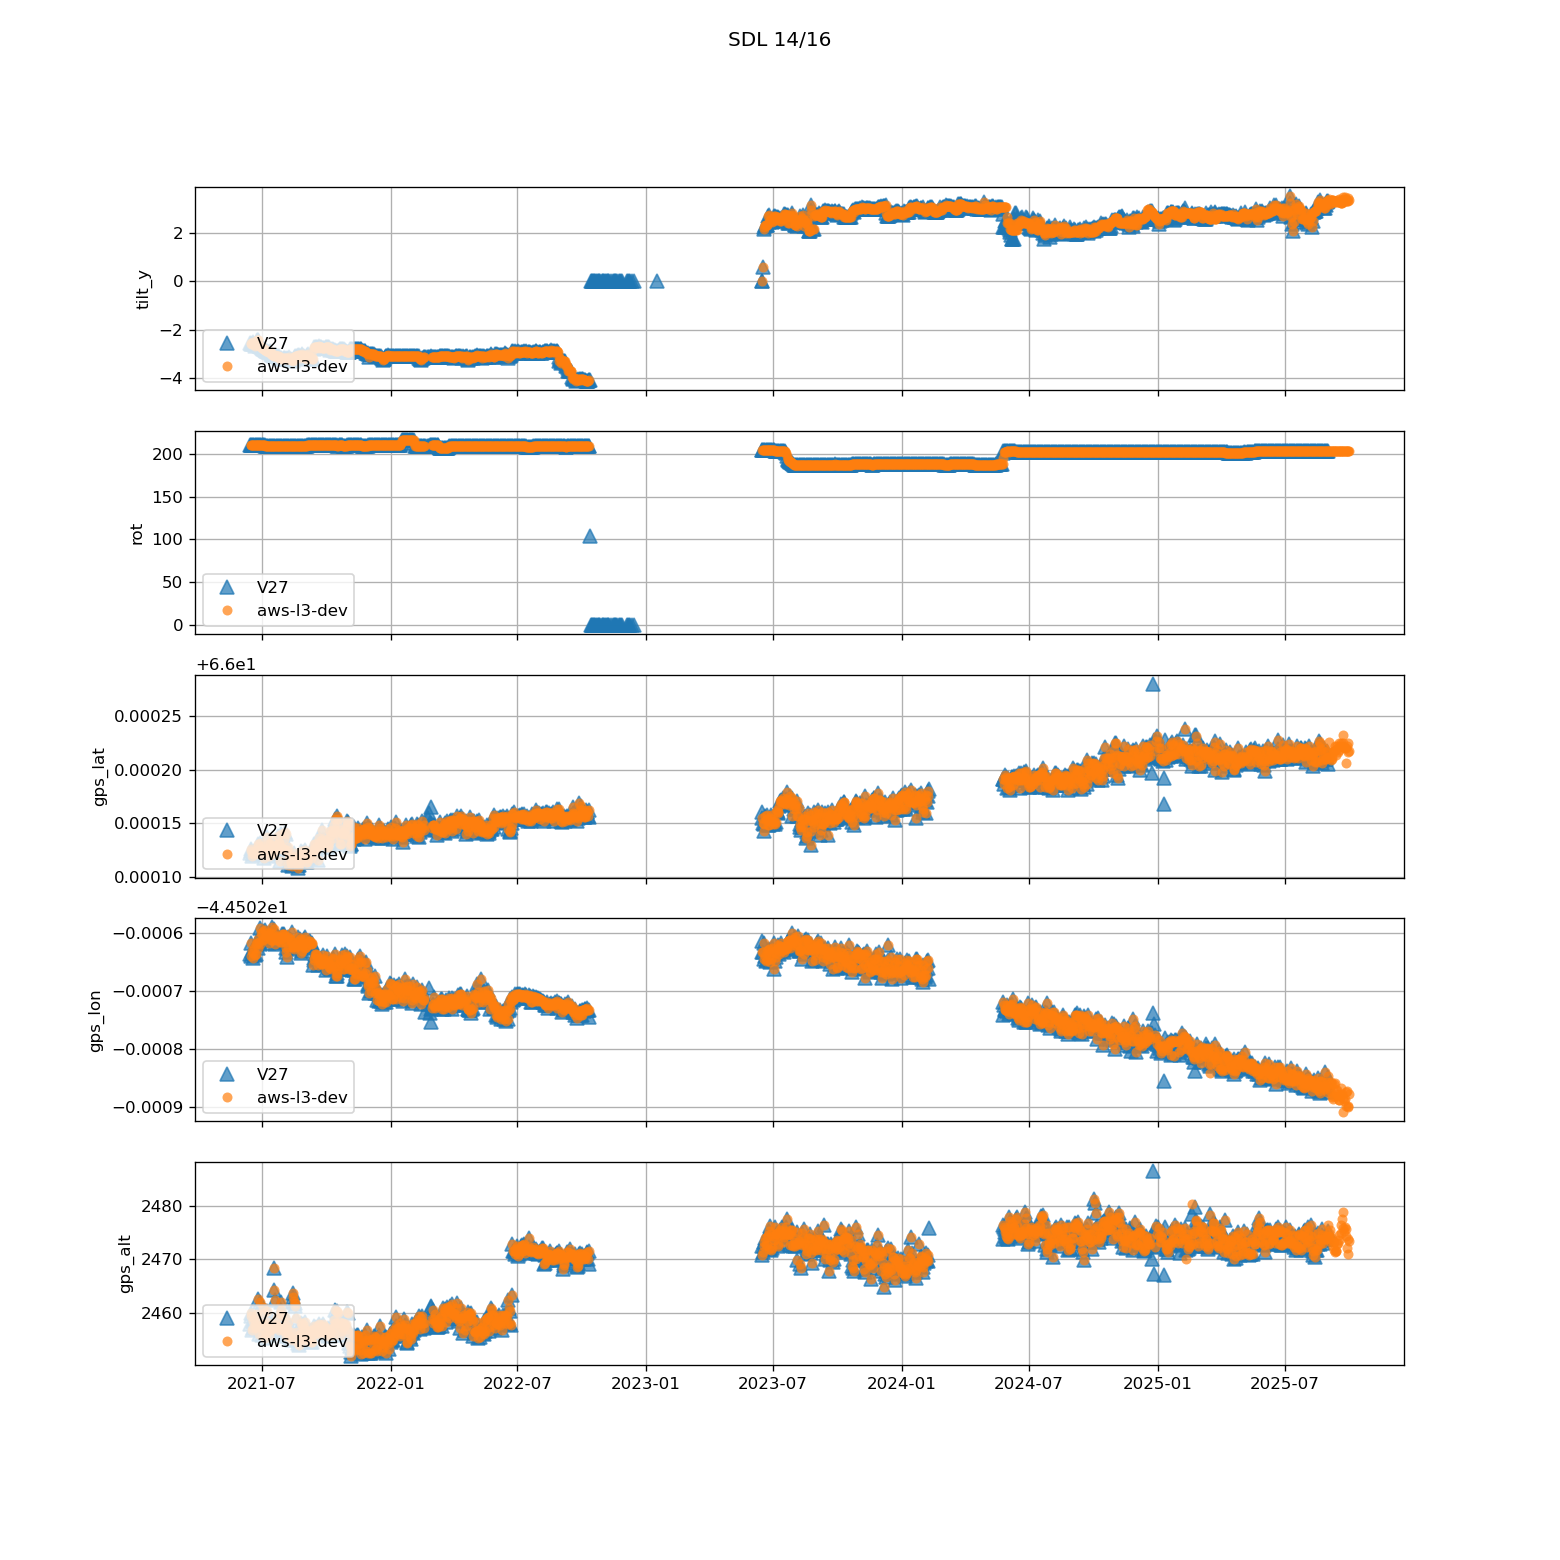 SDL 14/16
tilt_y
2
0
−2
−4
V27
aws-l3-dev
rot
200
150
100
50
0
V27
aws-l3-dev
+6.6e1
gps_lat
0.00025
0.00020
0.00015
0.00010
V27
aws-l3-dev
−4.4502e1
gps_lon
−0.0006
−0.0007
−0.0008
−0.0009
V27
aws-l3-dev
gps_alt
2480
2470
2460
V27
aws-l3-dev
2021-07 2022-01 2022-07 2023-01 2023-07 2024-01 2024-07 2025-01 2025-07